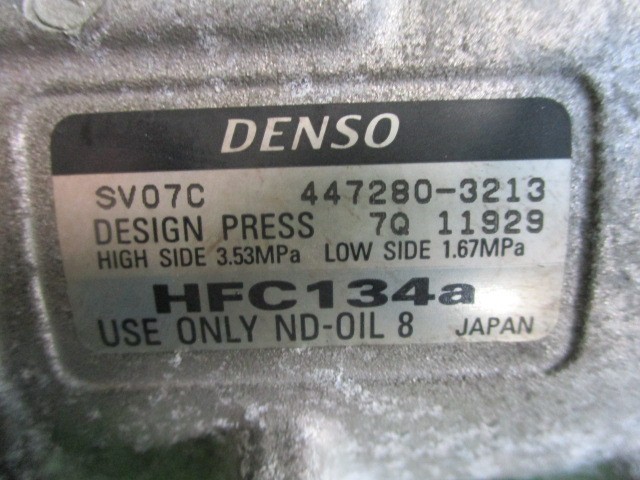 DENSO
SV07C 447280-3213
DESIGN PRESS 7Q 11929
HIGH SIDE 3.53MPa LOW SIDE 1.67MPa
HFC134a
USE ONLY ND-OIL 8 JAPAN